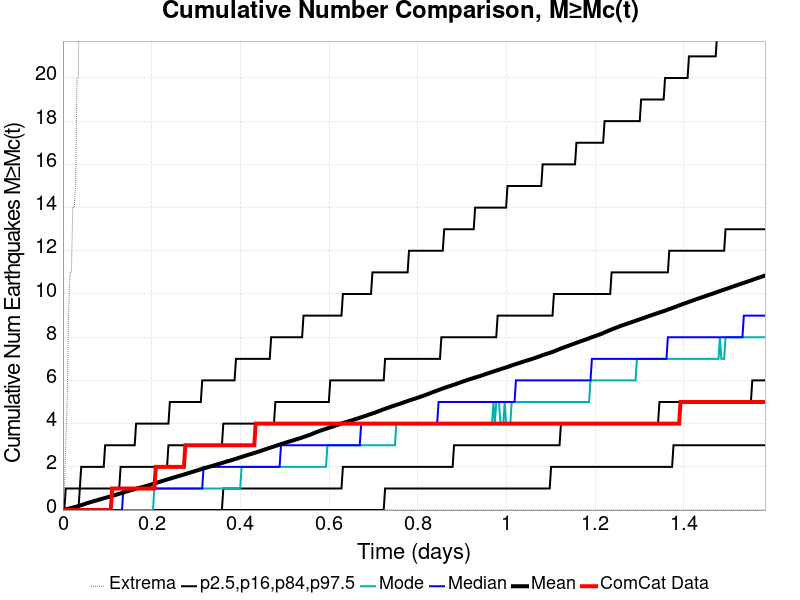 Cumulative Number Comparison, M≥Mc(t)
Cumulative Num Earthquakes M≥Mc(t)
20
18
16
14
12
10
8
6
4
2
0
0 0.2 0.4 0.6 0.8 1 1.2 1.4
Time (days)
Extrema p2.5,p16,p84,p97.5 Mode Median Mean ComCat Data